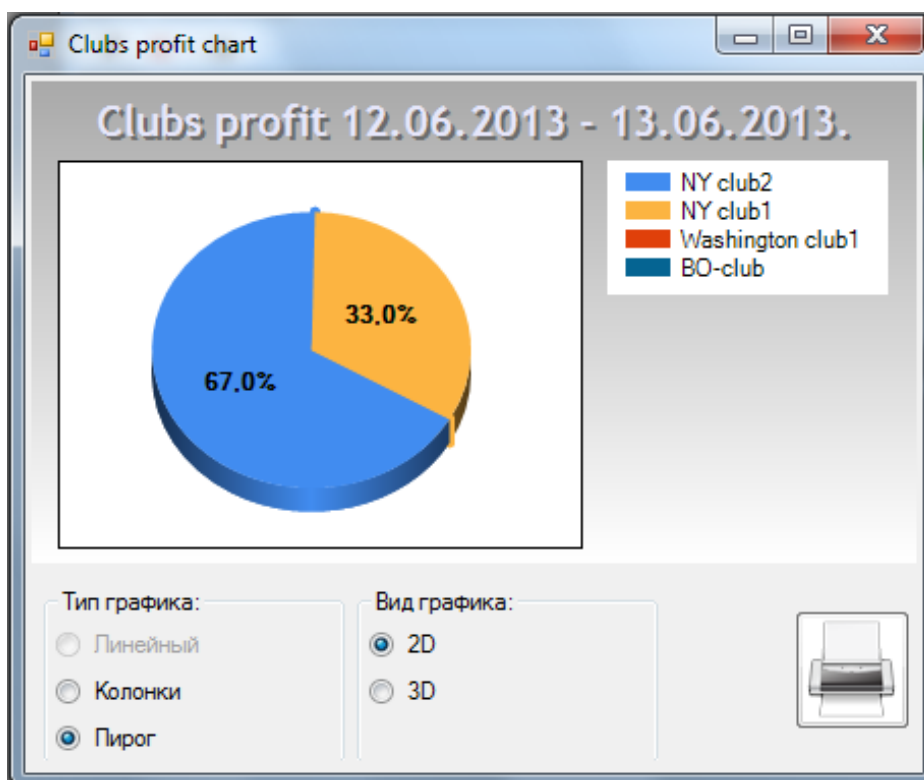 Clubs profit chart
Clubs profit 12.06.2013 - 13.06.2013.
NY club2
NY club1
Washington club1
BO-club
33,0%
67,0%
Тип графика:
Линейный
Колонки
Пирог
Вид графика:
2D
3D